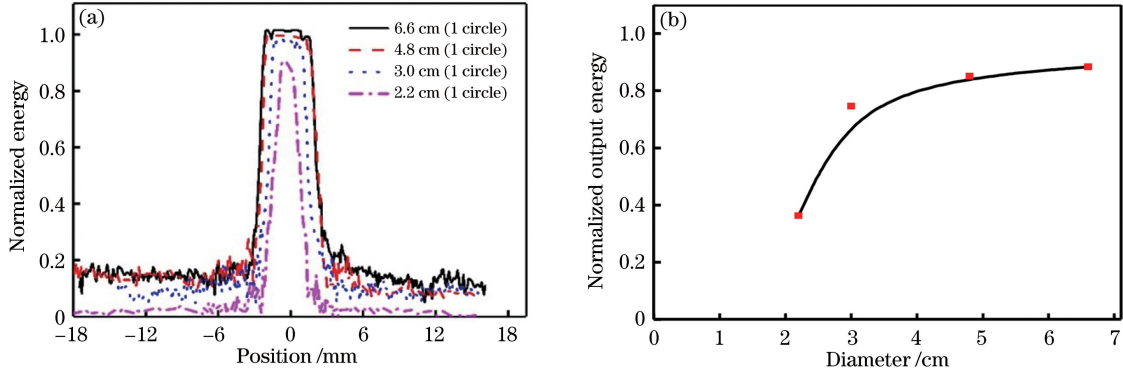 (a)
6.6 cm (1 circle)
4.8 cm (1 circle)
3.0 cm (1 circle)
2.2 cm (1 circle)
1.0
0.8
0.6
0.4
0.2
0
Normalized energy
−18 −12 −6 0 6 12 18
Position /mm
(b)
1.0
0.8
0.6
0.4
0.2
0
Normalized output energy
0 1 2 3 4 5 6 7
Diameter /cm